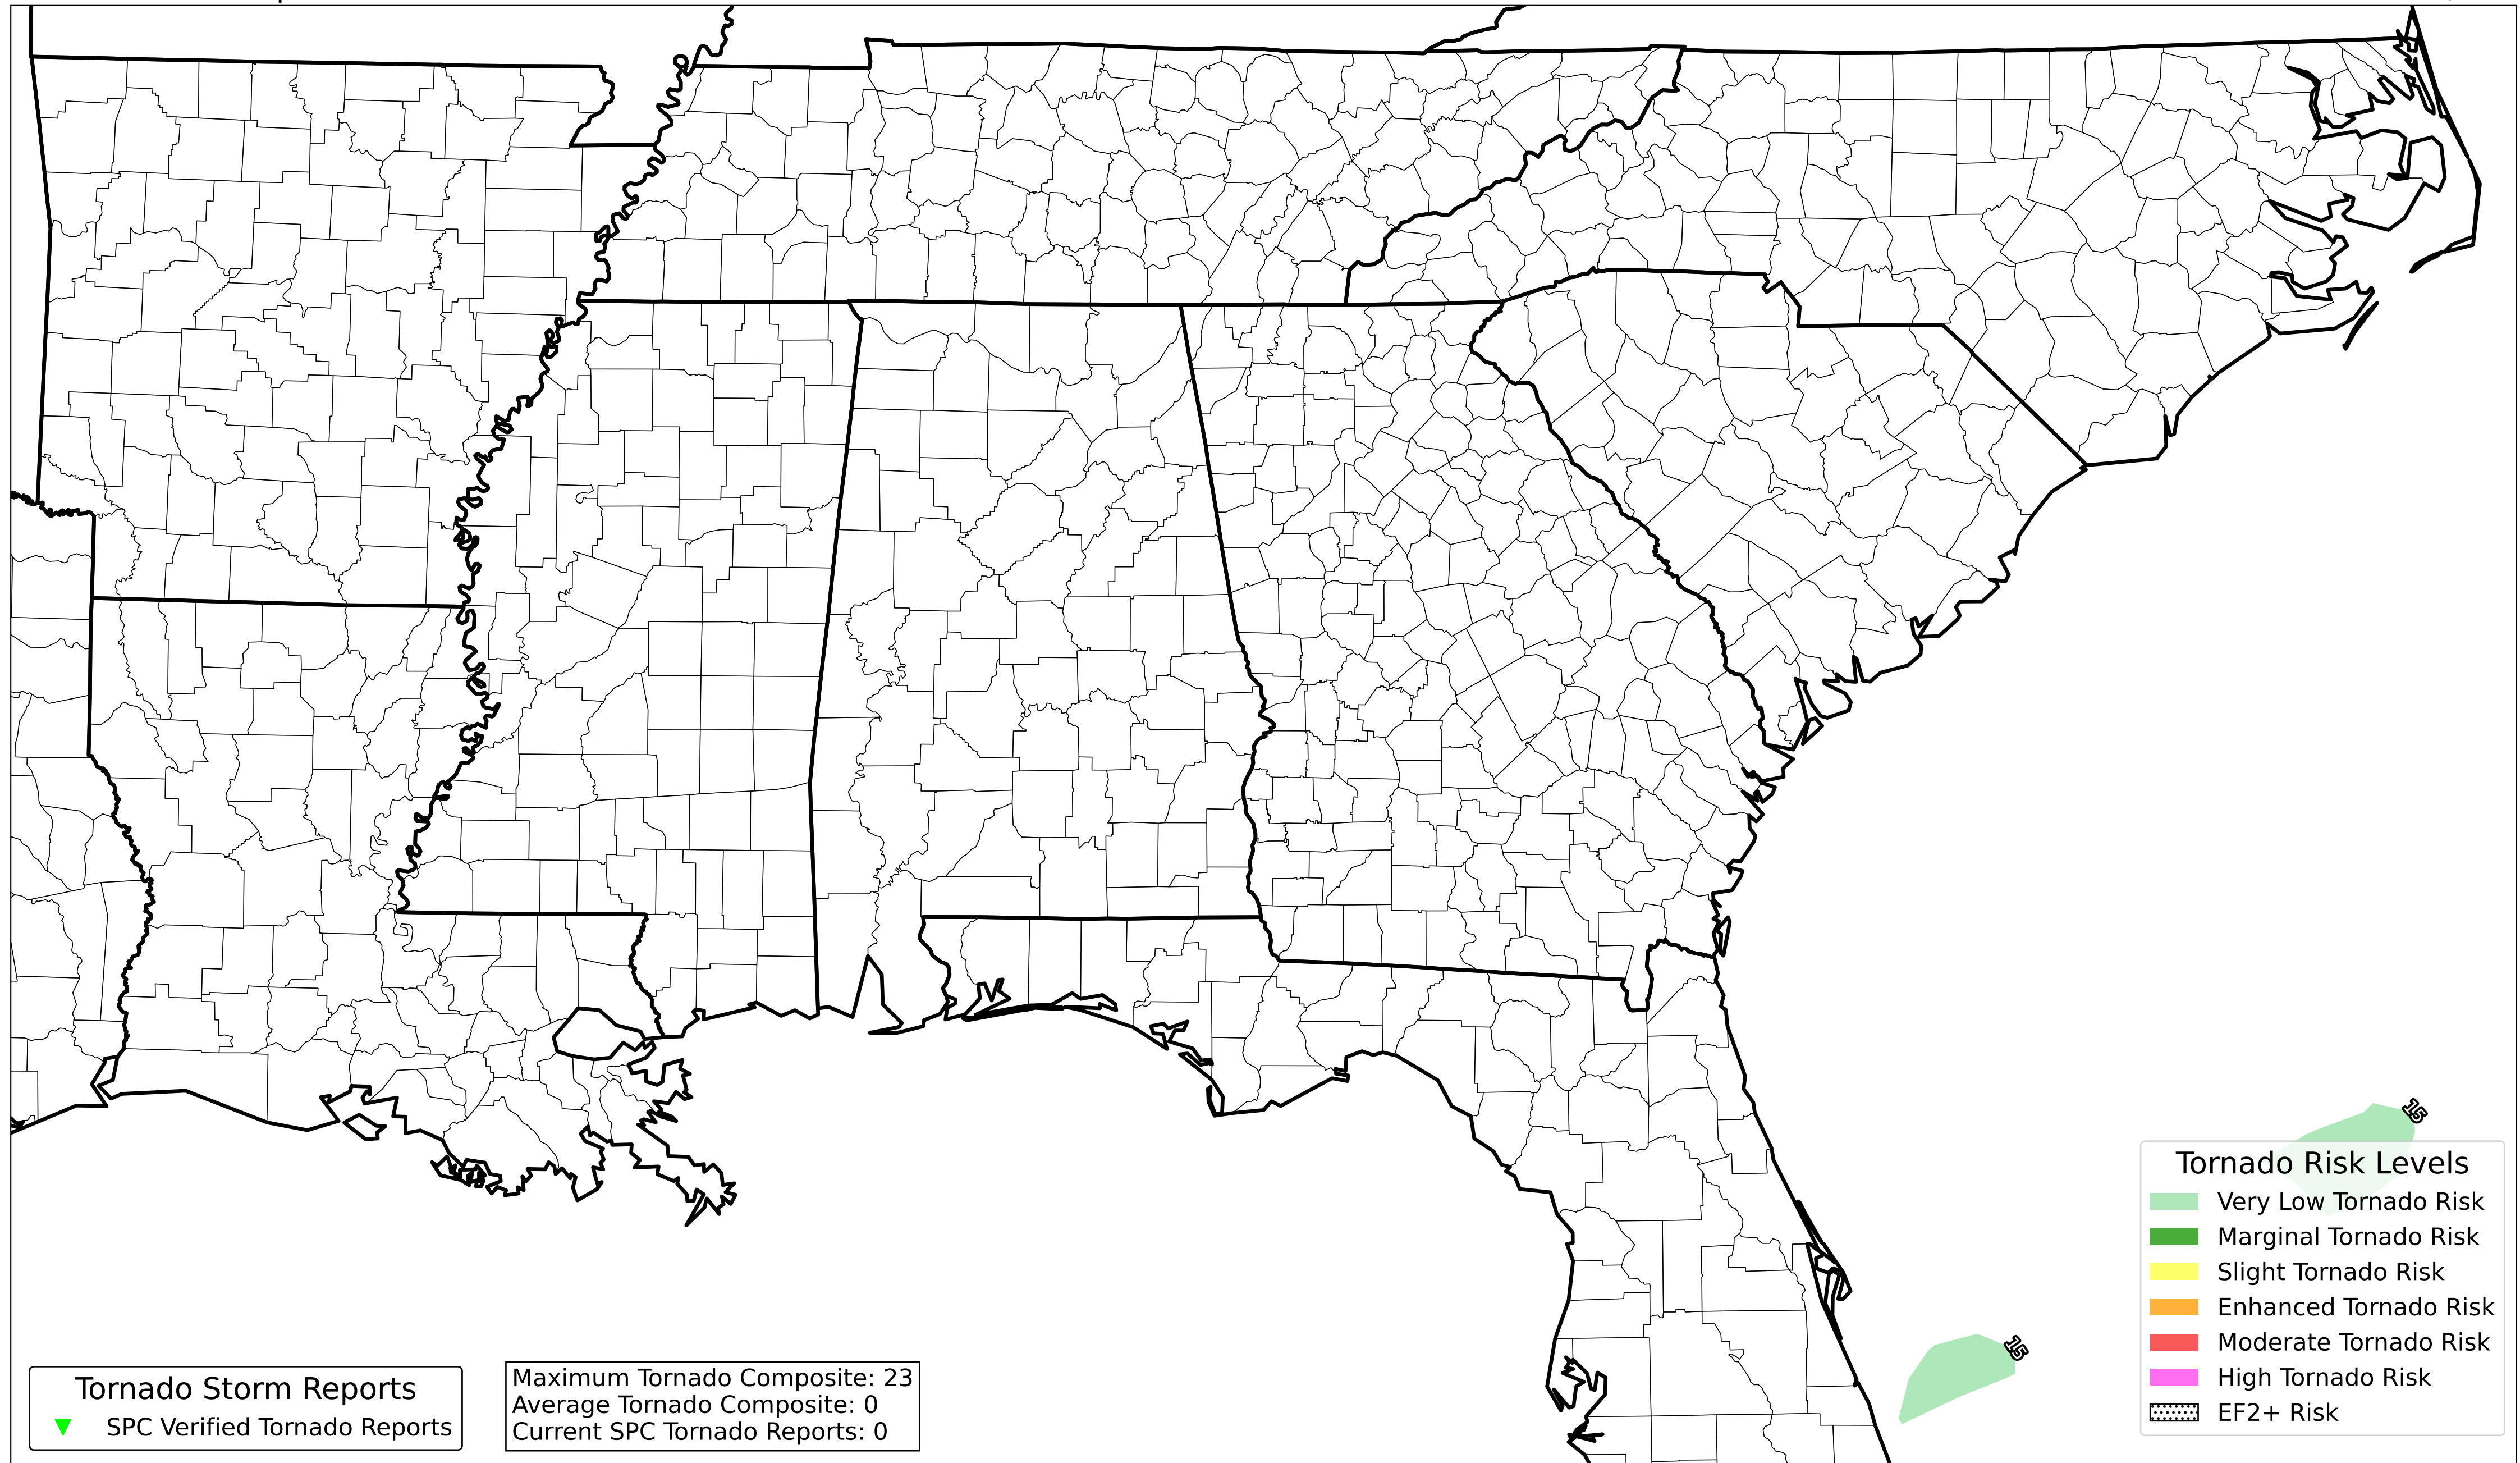 15
Tornado Risk Levels
Very Low Tornado Risk
Marginal Tornado Risk
Slight Tornado Risk
Enhanced Tornado Risk
Moderate Tornado Risk
High Tornado Risk
EF2+ Risk
15
Tornado Storm Reports
SPC Verified Tornado Reports
Maximum Tornado Composite: 23
Average Tornado Composite: 0
Current SPC Tornado Reports: 0